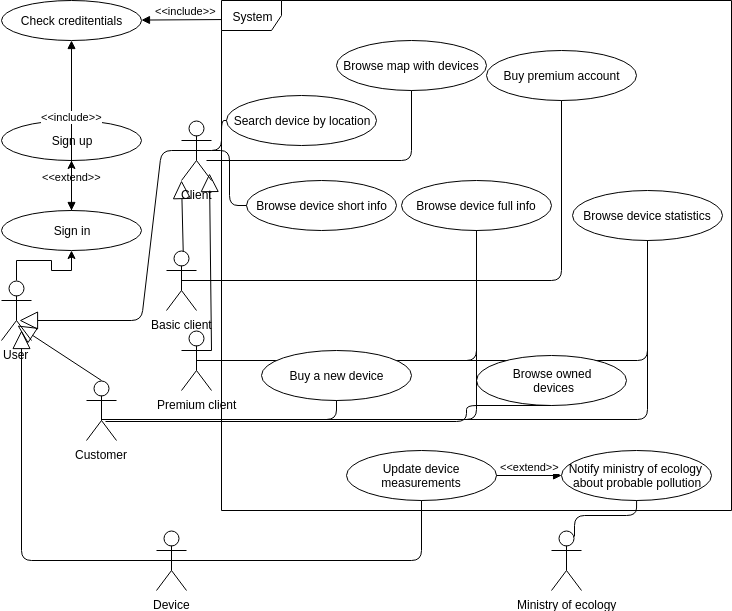 Check creditentials
<<include>>
System
Browse map with devices
Buy premium account
Search device by location
<<include>>
Sign up
<<extend>>
Client
Browse device short info
Browse device full info
Browse device statistics
Sign in
Basic client
User
Premium client
Buy a new device
Browse owned
devices
Customer
Update device
measurements
<<extend>>
Notify ministry of ecology
about probable pollution
Device
Ministry of ecology